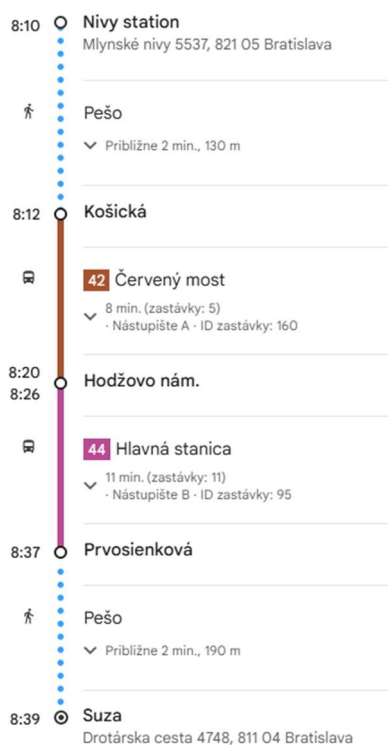 8:10 Nivy station
Mlynské nivy 5537, 821 05 Bratislava
Pešo
Približne 2 min., 130 m
8:12 Košická
42 Červený most
8 min. (zastávky: 5)
· Nástupište A · ID zastávky: 160
8:20
8:26
Hodžovo nám.
44 Hlavná stanica
11 min. (zastávky: 11)
· Nástupište B · ID zastávky: 95
8:37 Prvosienková
Pešo
Približne 2 min., 190 m
8:39 Suza
Drotárska cesta 4748, 811 04 Bratislava